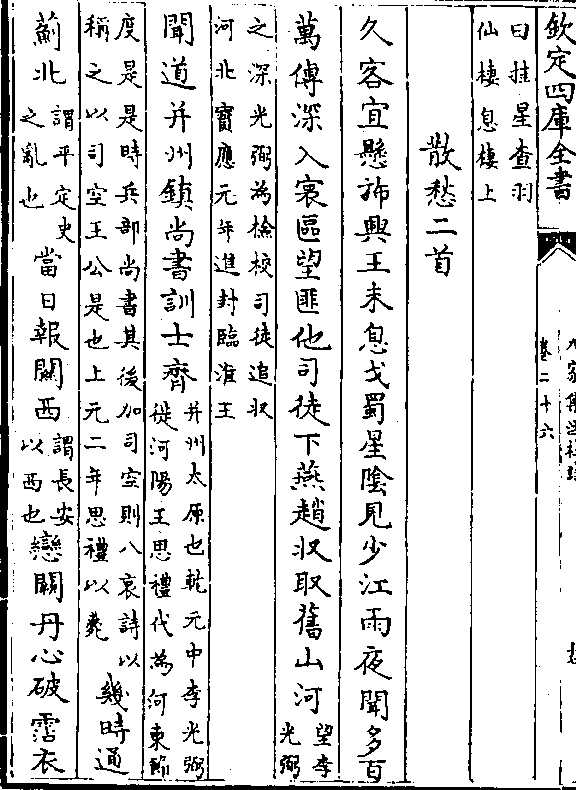 欽定四庫全書
卷二十六
曰挂星查羽
仙棲息棲上
散愁二首
久客宜懸斾興王未息戈蜀星陰見少江雨夜聞多百
萬傳深入寰區望匪他司徒下燕趙收取舊山河望李
光弼
之深光弼為檢校司徒追收
河北寶應元年進封臨淮王
聞道并州鎮尚書訓士齊并州太原也乾元中李光弼
徙河陽王思禮代為河東節
度是是時兵部尚書其後加司空則八哀詩以
稱之以司空王公是也上元二年思禮以薨
幾時通
薊北謂平定史
之亂也
當日報關西謂長安
以西也
戀闕丹心破霑衣